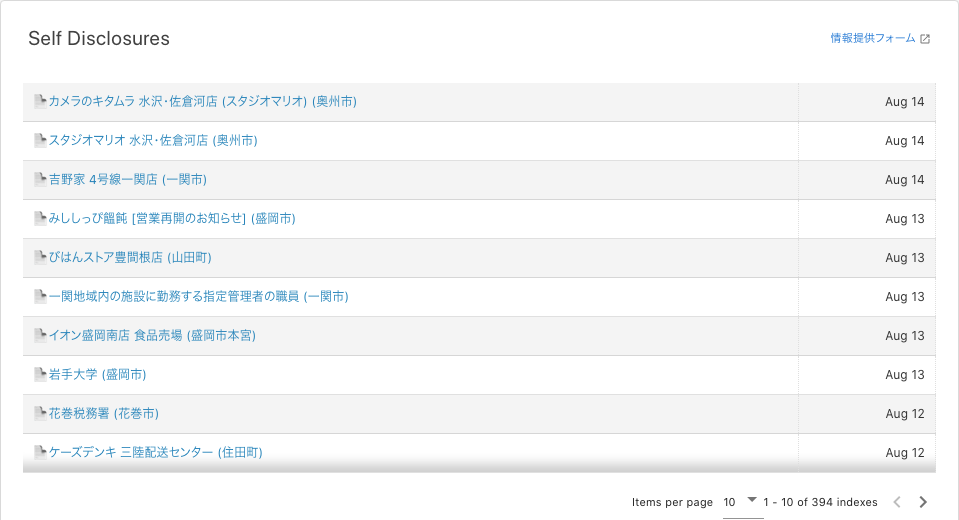 Self Disclosures
情報提供フォーム
カメラのキタムラ 水沢・佐倉河店 (スタジオマリオ) (奥州市) Aug 14
スタジオマリオ 水沢・佐倉河店 (奥州市) Aug 14
吉野家 4号線一関店 (一関市) Aug 14
みししっぴ饂飩 [営業再開のお知らせ] (盛岡市) Aug 13
びはんストア豊間根店 (山田町) Aug 13
一関地域内の施設に勤務する指定管理者の職員 (一関市) Aug 13
イオン盛岡南店 食品売場 (盛岡市本宮) Aug 13
岩手大学 (盛岡市) Aug 13
花巻税務署 (花巻市) Aug 12
ケーズデンキ 三陸配送センター (住田町) Aug 12
Items per page 10 1 - 10 of 394 indexes